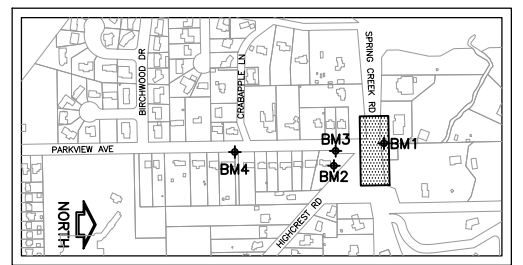 BIRCHWOOD DR
CRABAPPLE LN
SPRING CREEK RD
PARKVIEW AVE
BM3
BM1
BM4
BM2
HIGHCREST RD
NORTH